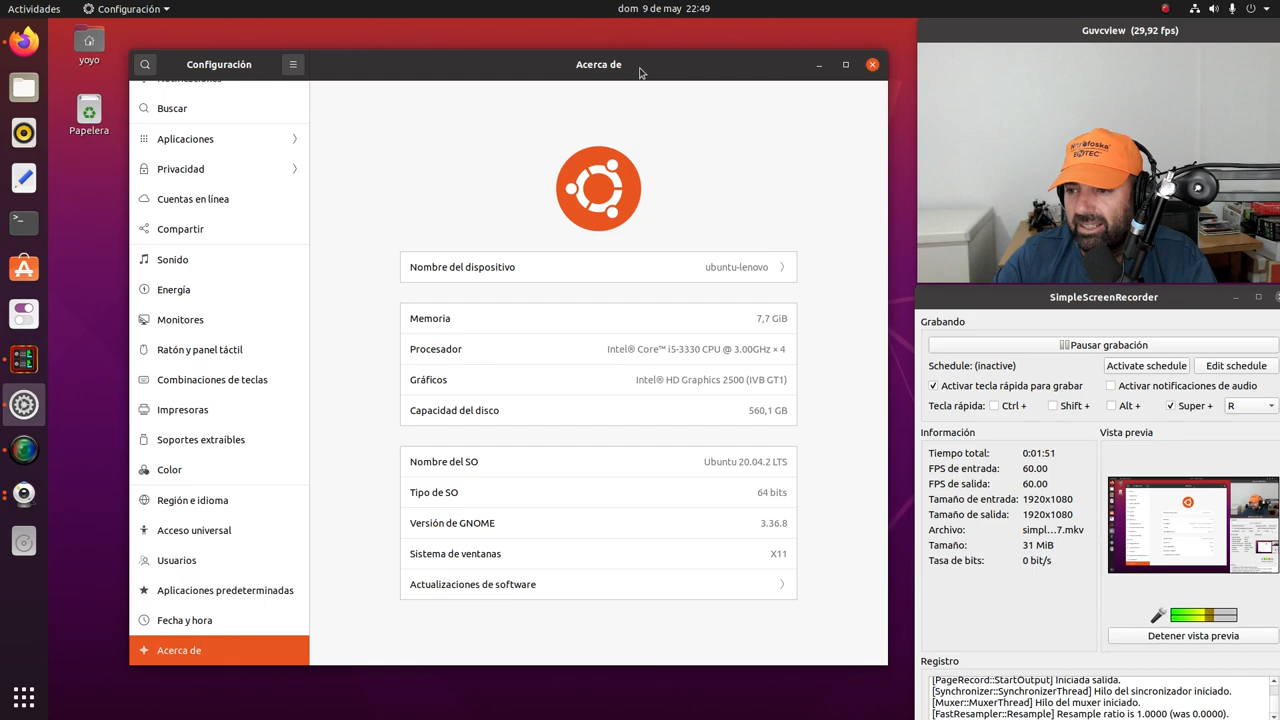 Actividades
Configuración
dom 9 de may 22:49
yoyo
Papelera
Configuración
Acerca de
Notificaciones
Buscar
Aplicaciones
Privacidad
Cuentas en línea
Compartir
Sonido
Energía
Monitores
Ratón y panel táctil
Combinaciones de teclas
Impresoras
Soportes extraíbles
Color
Región e idioma
Acceso universal
Usuarios
Aplicaciones predeterminadas
Fecha y hora
Acerca de
Nombre del dispositivo ubuntu-lenovo
Memoria 7,7 GiB
Procesador Intel® Core™ i5-3330 CPU @ 3.00GHz × 4
Gráficos Intel® HD Graphics 2500 (IVB GT1)
Capacidad del disco 560,1 GB
Nombre del SO Ubuntu 20.04.2 LTS
Tipo de SO 64 bits
Versión de GNOME 3.36.8
Sistema de ventanas X11
Actualizaciones de software
Guvcview (29,92 fps)
SimpleScreenRecorder
Grabando
Pausar grabación
Schedule: (inactive) Activate schedule Edit schedule
Activar tecla rápida para grabar Activar notificaciones de audio
Tecla rápida: Ctrl + Shift + Alt + Super + R
Información
Tiempo total: 0:01:51
FPS de entrada: 60.00
FPS de salida: 60.00
Tamaño de entrada: 1920x1080
Tamaño de salida: 1920x1080
Archivo: simpl...7.mkv
Tamaño: 31 MiB
Tasa de bits: 0 bit/s
Vista previa
Detener vista previa
Registro
[PageRecord::StartOutput] Iniciada salida.
[Synchronizer::SynchronizerThread] Hilo del sincronizador iniciado.
[Muxer::MuxerThread] Hilo del muxer iniciado.
[FastResampler::Resample] Resample ratio is 1.0000 (was 0.0000).